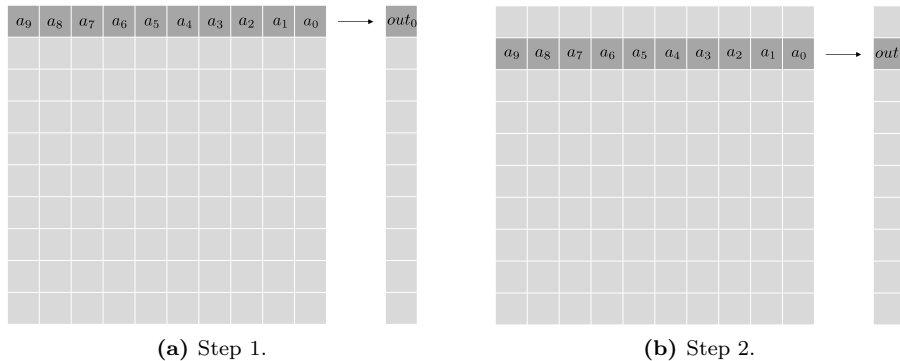 a₉ a₈ a₇ a₆ a₅ a₄ a₃ a₂ a₁ a₀ out₀
a₉ a₈ a₇ a₆ a₅ a₄ a₃ a₂ a₁ a₀ out
(a) Step 1.
(b) Step 2.